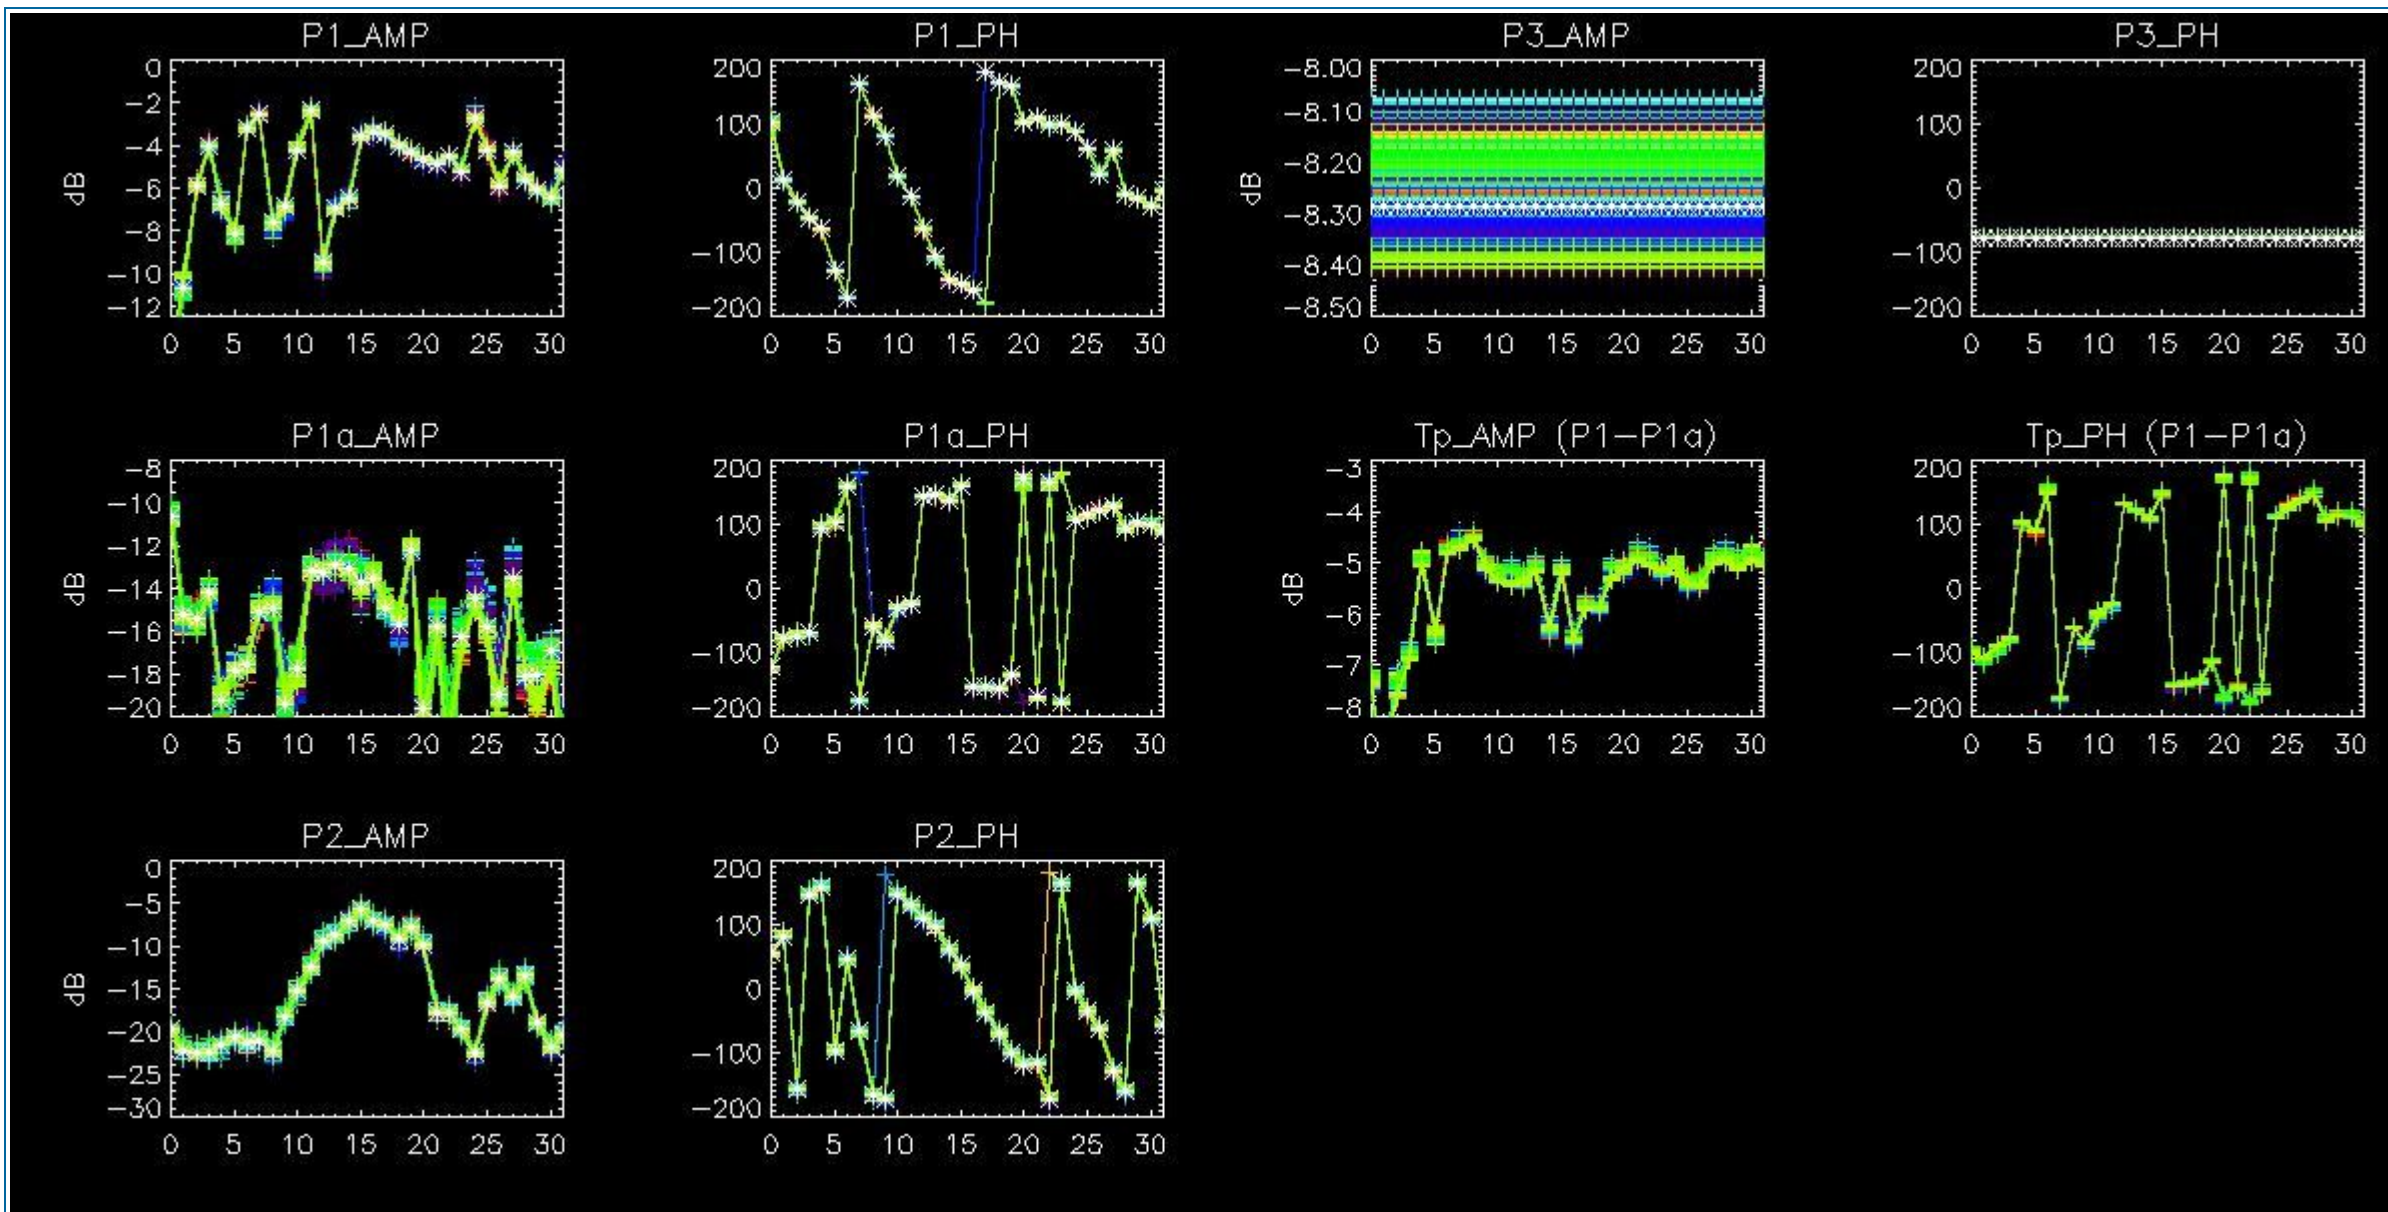 P1_AMP
0
−2
−4
−6
−8
−10
−12
dB
0 5 10 15 20 25 30
P1_PH
200
100
0
−100
−200
0 5 10 15 20 25 30
P3_AMP
−8.00
−8.10
−8.20
−8.30
−8.40
−8.50
dB
0 5 10 15 20 25 30
P3_PH
200
100
0
−100
−200
0 5 10 15 20 25 30
P1a_AMP
−8
−10
−12
−14
−16
−18
−20
dB
0 5 10 15 20 25 30
P1a_PH
200
100
0
−100
−200
0 5 10 15 20 25 30
Tp_AMP (P1−P1a)
−3
−4
−5
−6
−7
−8
dB
0 5 10 15 20 25 30
Tp_PH (P1−P1a)
200
100
0
−100
−200
0 5 10 15 20 25 30
P2_AMP
0
−5
−10
−15
−20
−25
−30
dB
0 5 10 15 20 25 30
P2_PH
200
100
0
−100
−200
0 5 10 15 20 25 30